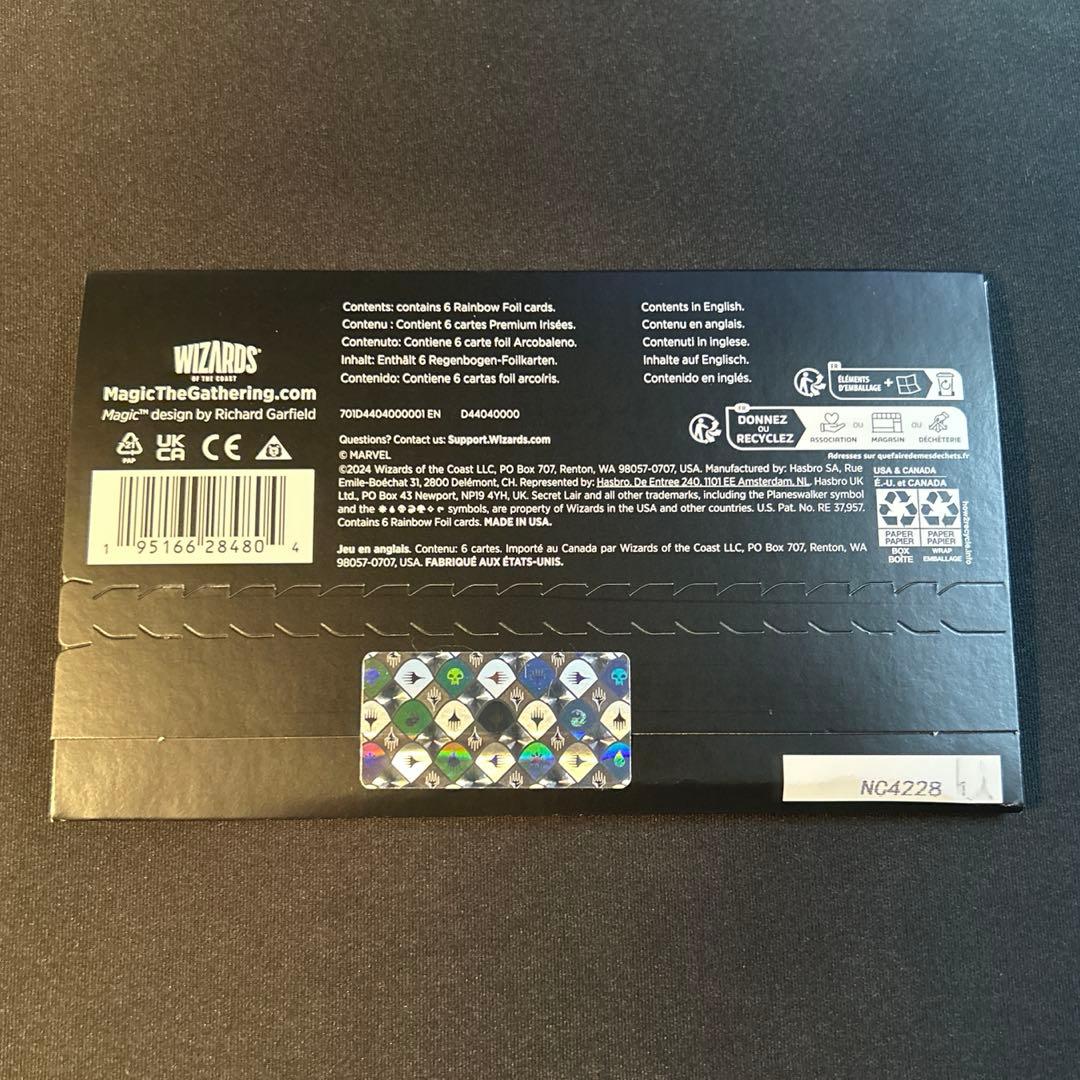 WIZARDS
OF THE COAST
MagicTheGathering.com
Magic™ design by Richard Garfield
21
PAP
UK
CA
CE
1 95166 28480 4
Contents: contains 6 Rainbow Foil cards.
Contenu : Contient 6 cartes Premium Irisées.
Contenuto: Contiene 6 carte foil Arcobaleno.
Inhalt: Enthält 6 Regenbogen-Foilkarten.
Contenido: Contiene 6 cartas foil arcoíris.
Contents in English.
Contenu en anglais.
Contenuti in inglese.
Inhalte auf Englisch.
Contenido en inglés.
701D4404000001 EN D44040000
Questions? Contact us: Support.Wizards.com
© MARVEL
©2024 Wizards of the Coast LLC, PO Box 707, Renton, WA 98057-0707, USA. Manufactured by: Hasbro SA, Rue
Emile-Boéchat 31, 2800 Delémont, CH. Represented by: Hasbro, De Entree 240, 1101 EE Amsterdam, NL. Hasbro UK
Ltd., PO Box 43 Newport, NP19 4YH, UK. Secret Lair and all other trademarks, including the Planeswalker symbol
and the symbols, are property of Wizards in the USA and other countries. U.S. Pat. No. RE 37,957.
Contains 6 Rainbow Foil cards. MADE IN USA.
Jeu en anglais. Contenu: 6 cartes. Importé au Canada par Wizards of the Coast LLC, PO Box 707, Renton, WA
98057-0707, USA. FABRIQUÉ AUX ÉTATS-UNIS.
FR
ÉLÉMENTS
D'EMBALLAGE +
FR
DONNEZ
OU
RECYCLEZ
ASSOCIATION
OU
MAGASIN
OU
DÉCHÈTERIE
Adresses sur quefairedemesdechets.fr
USA & CANADA
É.-U. et CANADA
PAPER
PAPIER
PAPER
PAPIER
BOX
BOÎTE
WRAP
EMBALLAGE
how2recycle.info
NC4228